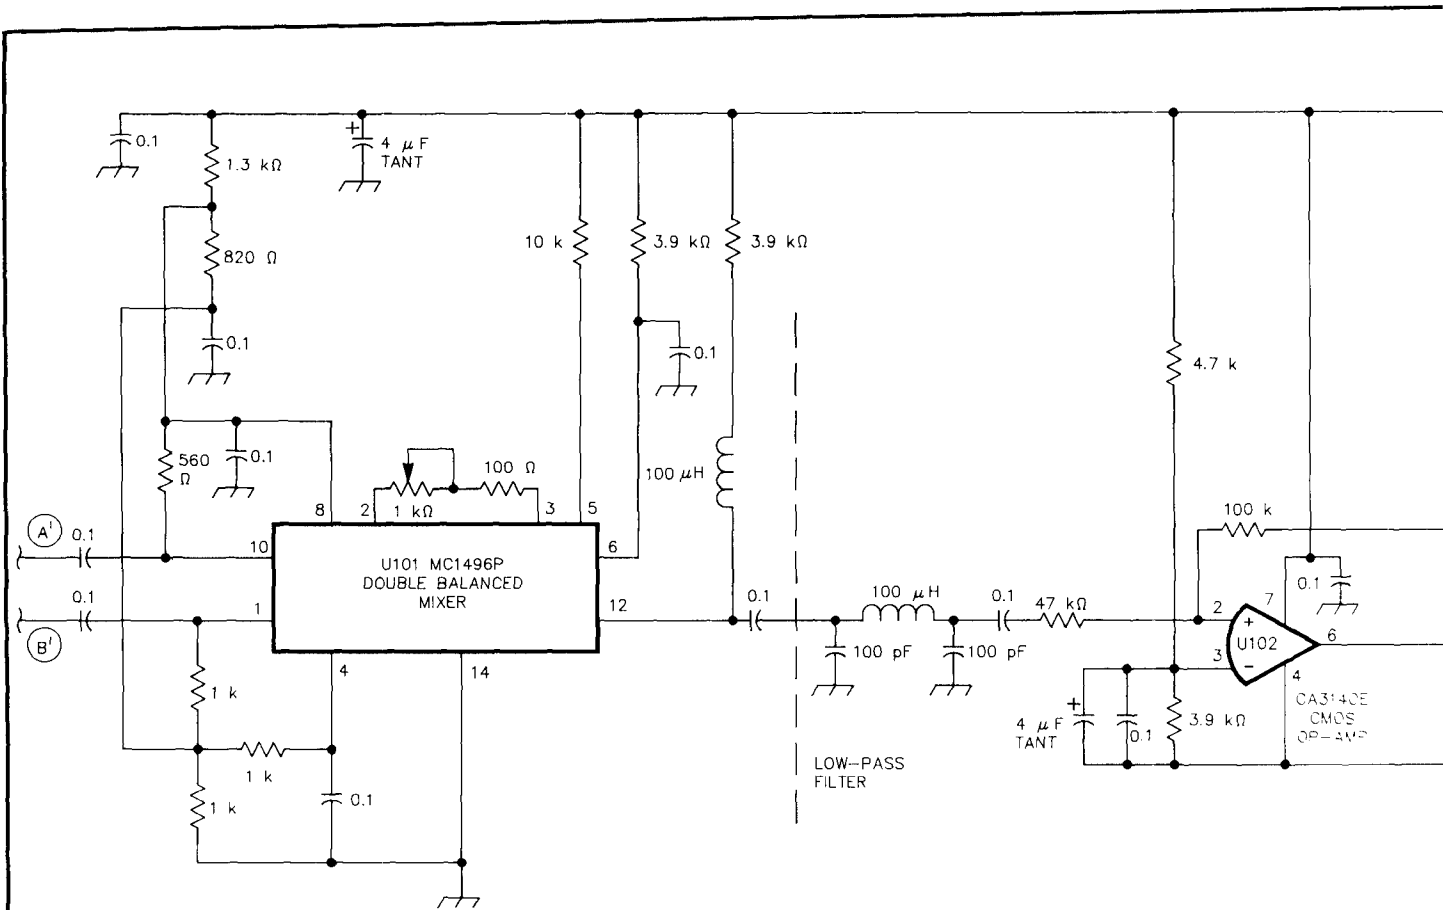 0.1
1.3 kΩ
+
4 µF
TANT
820 Ω
10 k
3.9 kΩ
3.9 kΩ
0.1
0.1
4.7 k
560
Ω
0.1
100 Ω
100 µH
8
2
1 kΩ
3
5
100 k
A'
0.1
10
6
U101 MC1496P
DOUBLE BALANCED
MIXER
7
0.1
B'
0.1
1
12
0.1
100 µH
0.1
47 kΩ
2
+
U102
6
3
−
4
100 pF
100 pF
4
14
1 k
+
4 µF
TANT
0.1
3.9 kΩ
CA3140E
CMOS
OP-AMP
1 k
LOW-PASS
FILTER
1 k
0.1